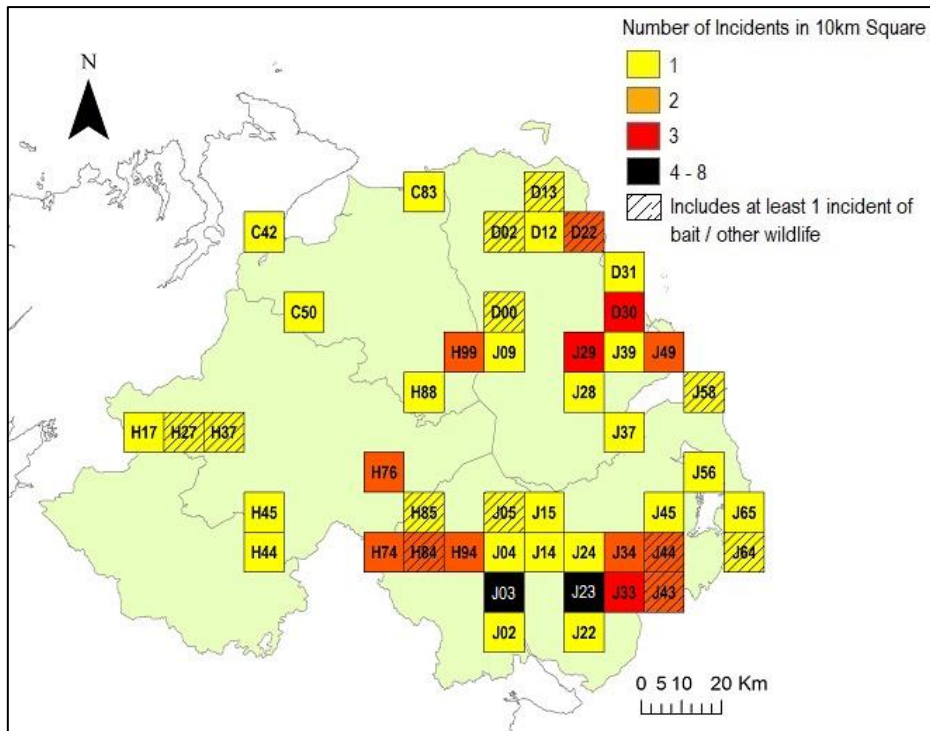 Number of Incidents in 10km Square
1
2
3
4 - 8
Includes at least 1 incident of
bait / other wildlife
N
C83 D13
C42 D02 D12 D22
D31
C50 D00 D30
H99 J09 J29 J39 J49
H88 J28 J58
H17 H27 H37 J37
H76 J56
H45 H85 J05 J15 J45 J65
H44 H74 H84 H94 J04 J14 J24 J34 J44 J64
J03 J23 J33 J43
J02 J22
0 5 10 20 Km